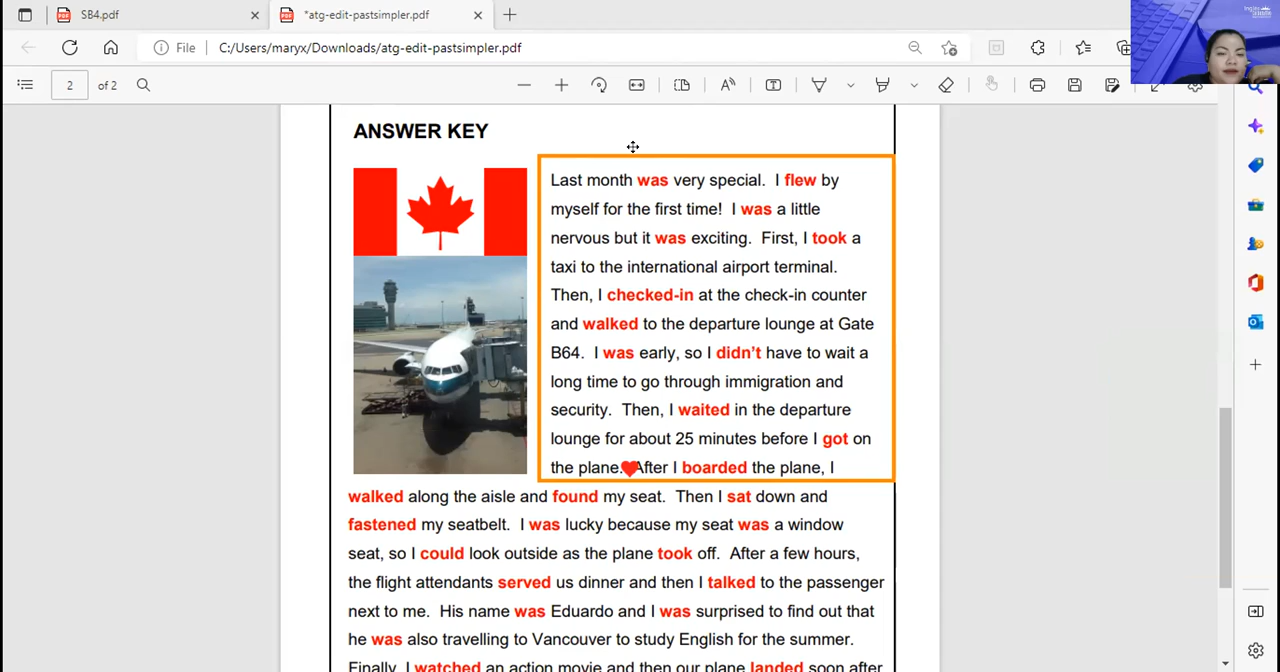 SB4.pdf
*atg-edit-pastsimpler.pdf
File
C:/Users/maryx/Downloads/atg-edit-pastsimpler.pdf
2
of 2
ANSWER KEY
Last month was very special. I flew by
myself for the first time! I was a little
nervous but it was exciting. First, I took a
taxi to the international airport terminal.
Then, I checked-in at the check-in counter
and walked to the departure lounge at Gate
B64. I was early, so I didn't have to wait a
long time to go through immigration and
security. Then, I waited in the departure
lounge for about 25 minutes before I got on
the plane. After I boarded the plane, I
walked along the aisle and found my seat. Then I sat down and
fastened my seatbelt. I was lucky because my seat was a window
seat, so I could look outside as the plane took off. After a few hours,
the flight attendants served us dinner and then I talked to the passenger
next to me. His name was Eduardo and I was surprised to find out that
he was also travelling to Vancouver to study English for the summer.
Finally, I watched an action movie and then our plane landed soon after